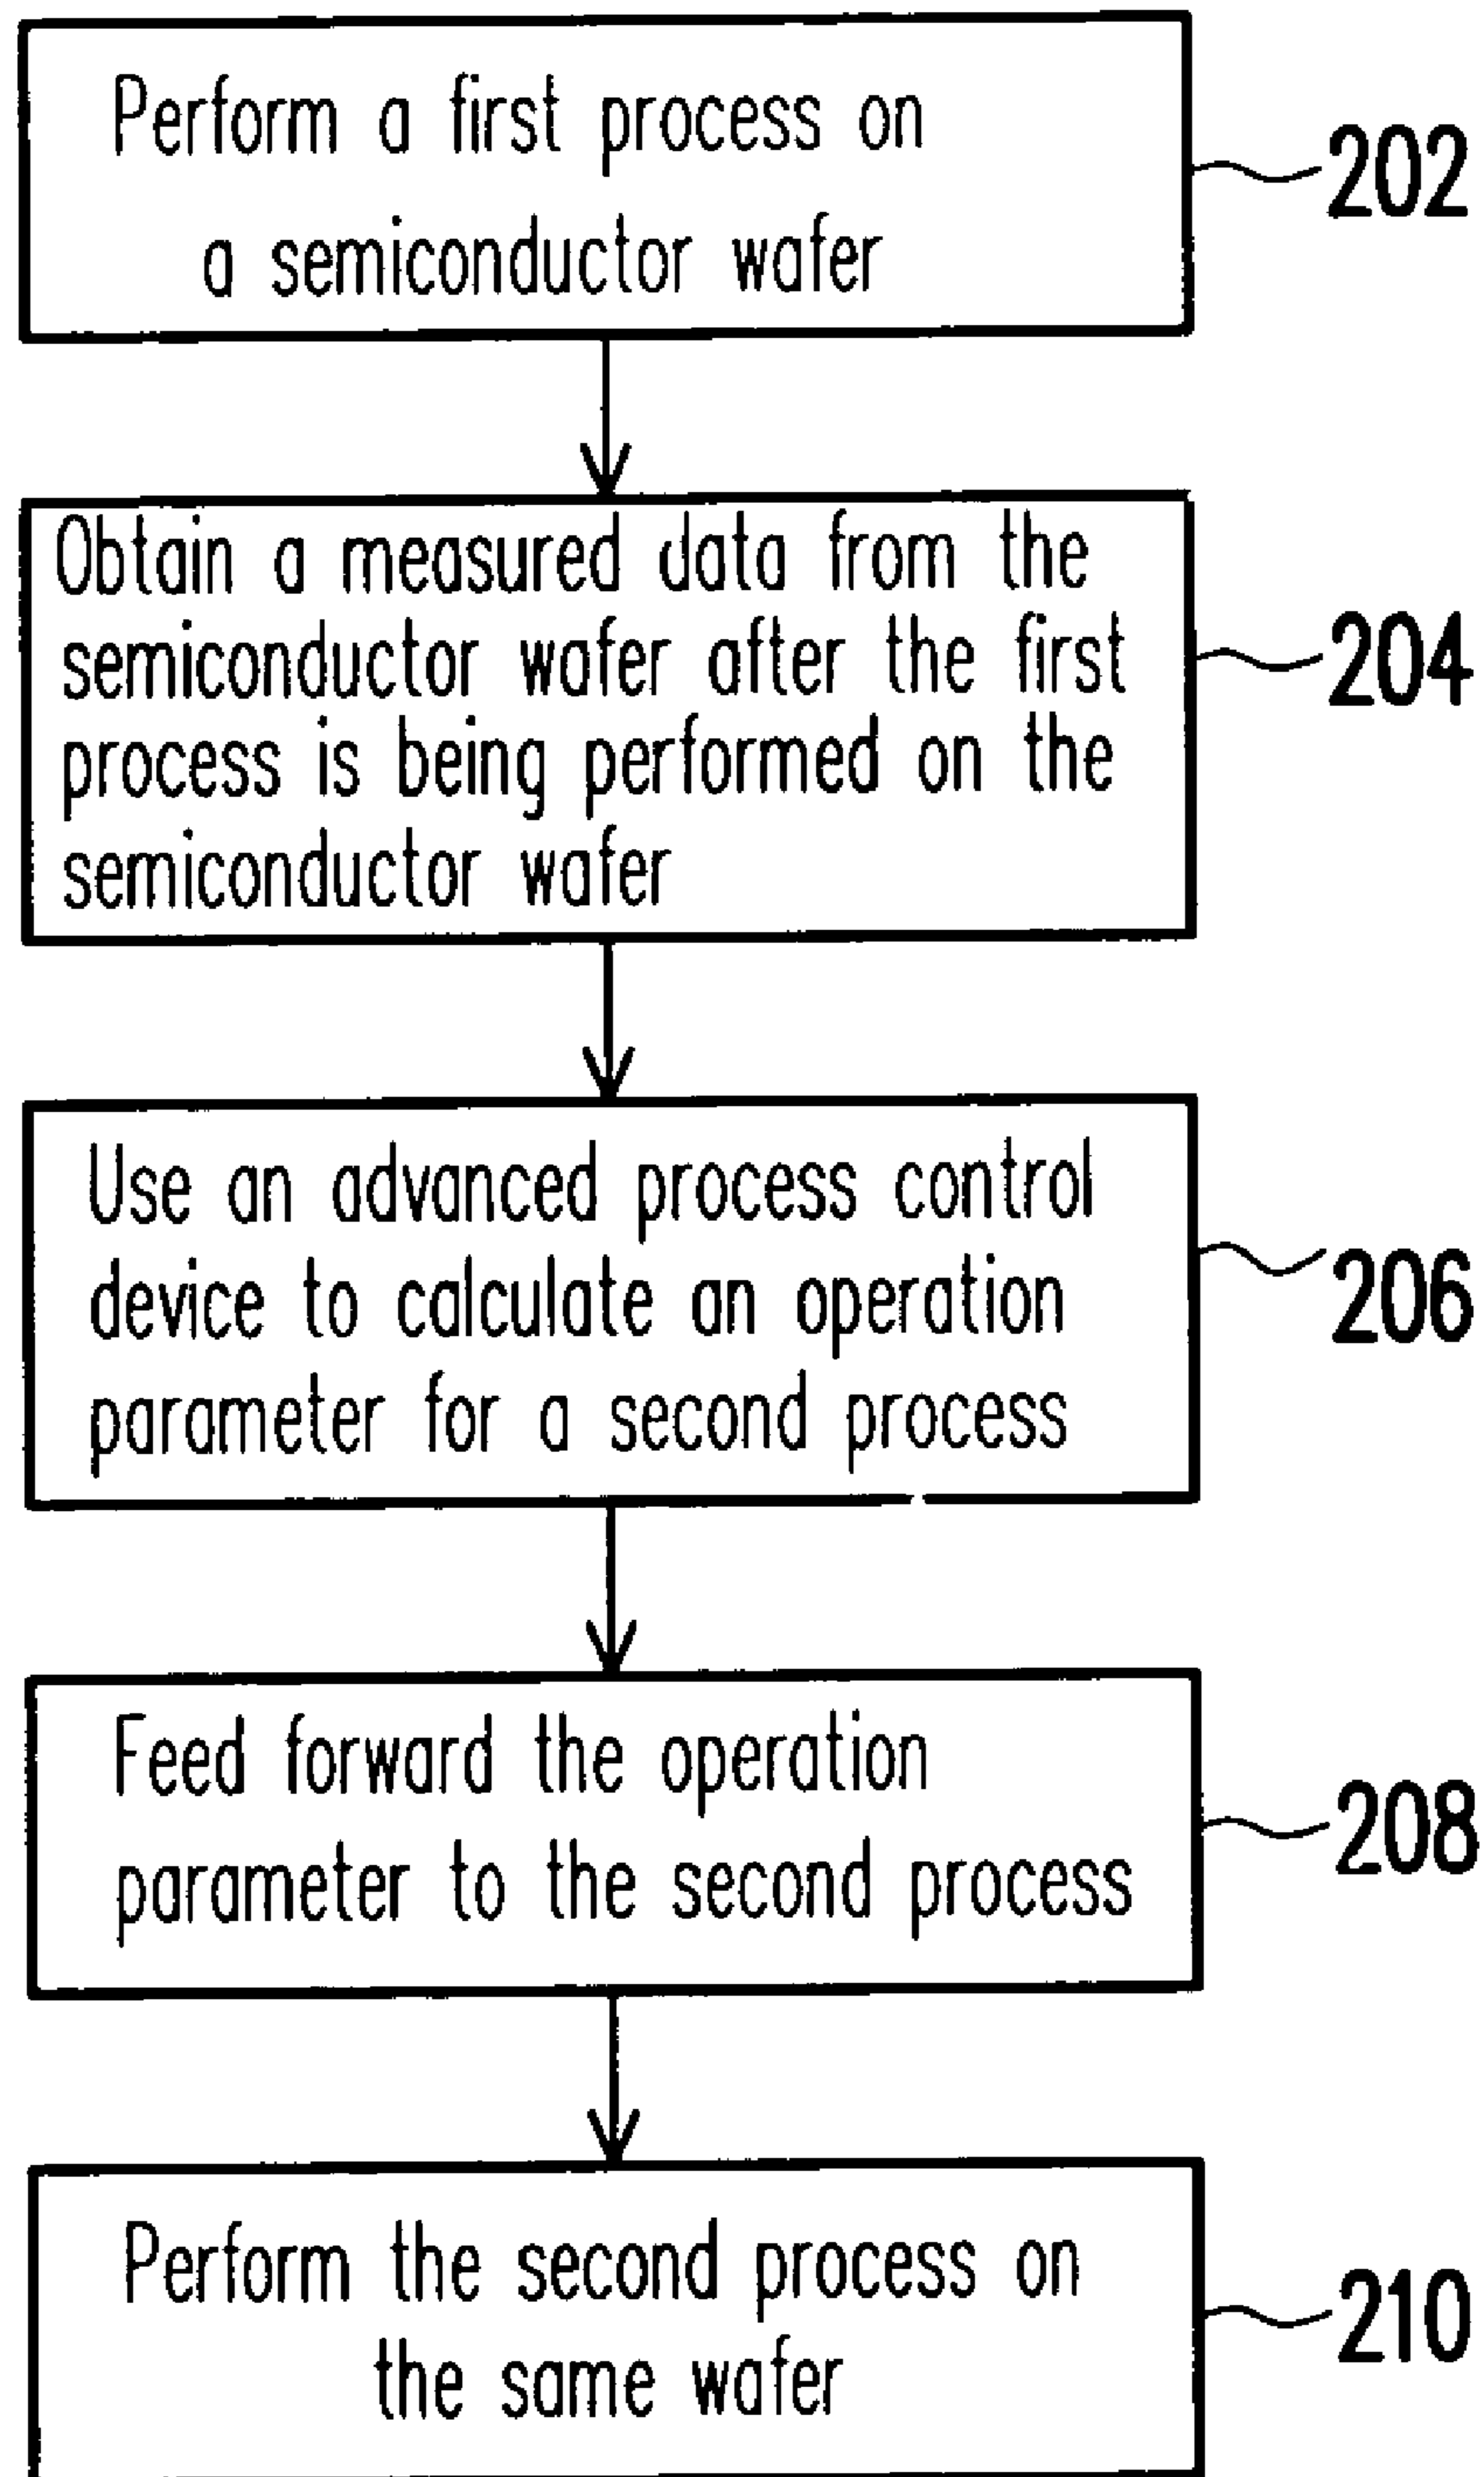 Perform a first process on
a semiconductor wafer
202
Obtain a measured data from the
semiconductor wafer after the first
process is being performed on the
semiconductor wafer
204
Use an advanced process control
device to calculate an operation
parameter for a second process
206
Feed forward the operation
parameter to the second process
208
Perform the second process on
the same wafer
210